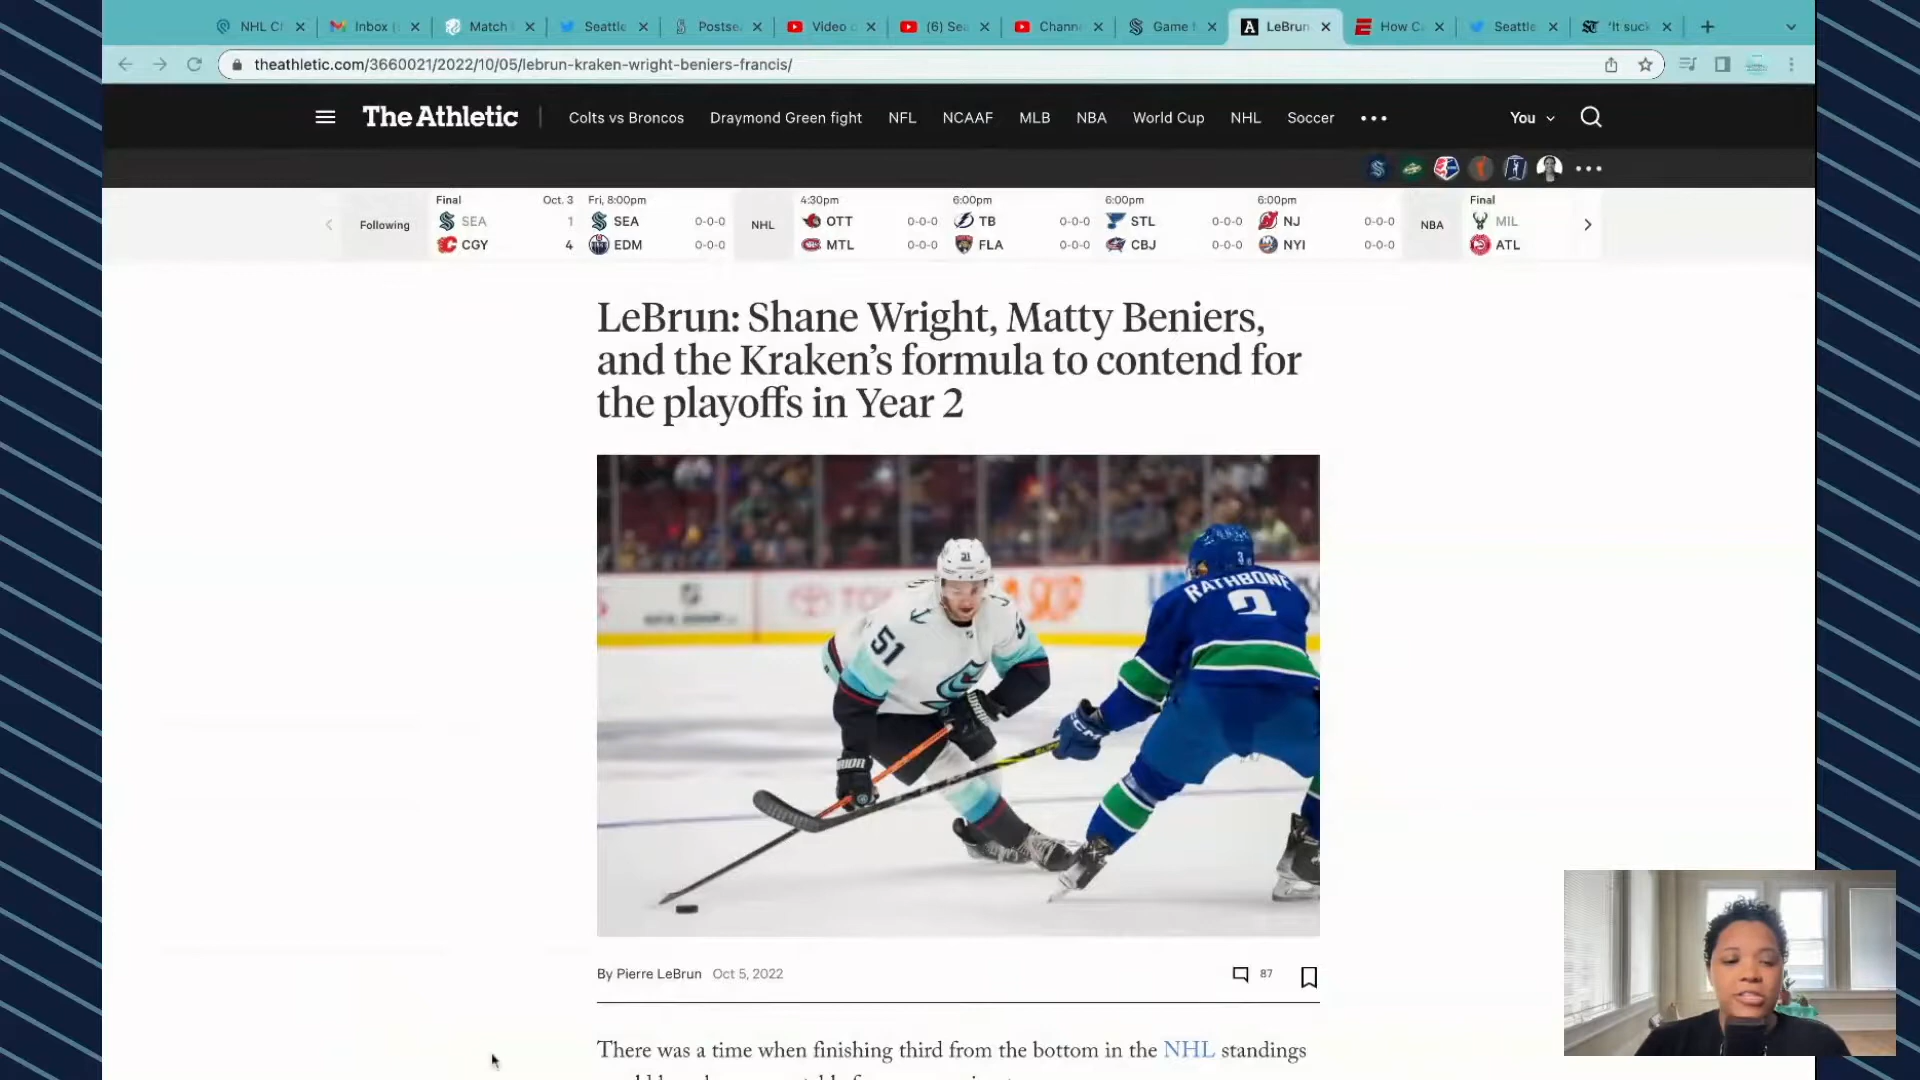 NHL C
Inbox (
Match
Seattle
Postse
Video c
(6) Sea
Chann
Game
LeBrun
How C
Seattle
'It suck
theathletic.com/3660021/2022/10/05/lebrun-kraken-wright-beniers-francis/
The Athletic
Colts vs Broncos
Draymond Green fight
NFL
NCAAF
MLB
NBA
World Cup
NHL
Soccer
You
Following
Final Oct. 3
SEA 1
CGY 4
Fri, 8:00pm
SEA 0-0-0
EDM 0-0-0
NHL
4:30pm
OTT 0-0-0
MTL 0-0-0
6:00pm
TB 0-0-0
FLA 0-0-0
6:00pm
STL 0-0-0
CBJ 0-0-0
6:00pm
NJ 0-0-0
NYI 0-0-0
NBA
Final
MIL
ATL
LeBrun: Shane Wright, Matty Beniers,
and the Kraken's formula to contend for
the playoffs in Year 2
51
51
RATHBONE
3
3
CCM
By Pierre LeBrun Oct 5, 2022
87
There was a time when finishing third from the bottom in the NHL standings